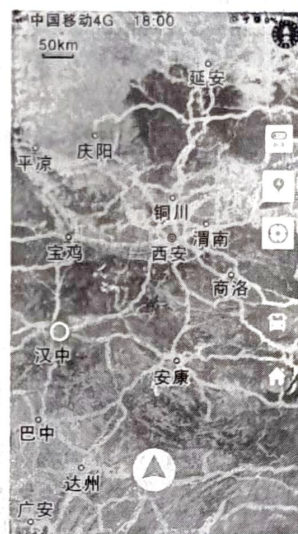 中国移动4G 18:00
50km
延安
庆阳
平凉
铜川
宝鸡
西安
渭南
商洛
汉中
安康
巴中
达州
广安